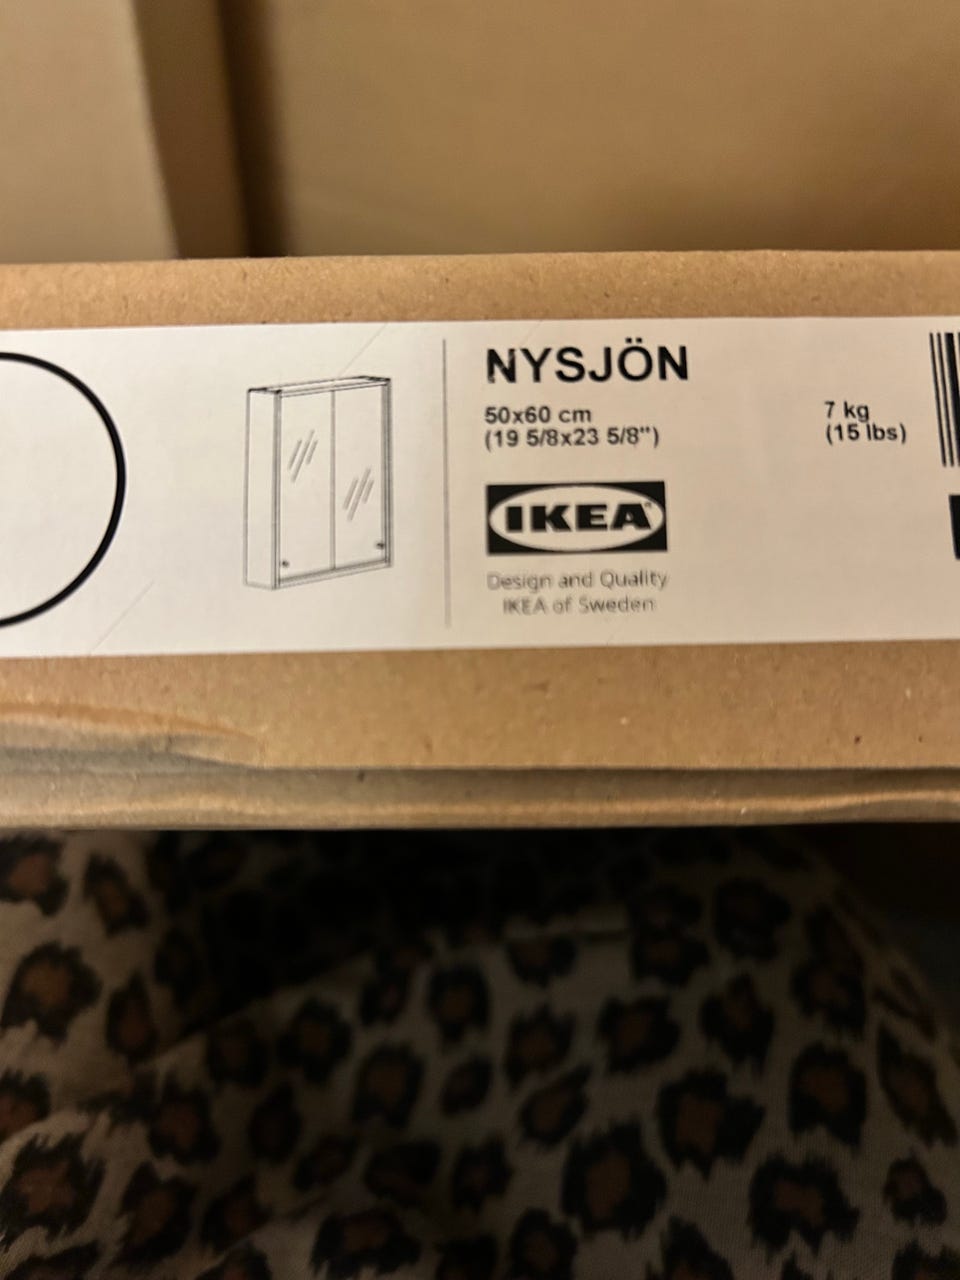 NYSJÖN
50x60 cm
(19 5/8x23 5/8")
7 kg
(15 lbs)
IKEA
Design and Quality
IKEA of Sweden